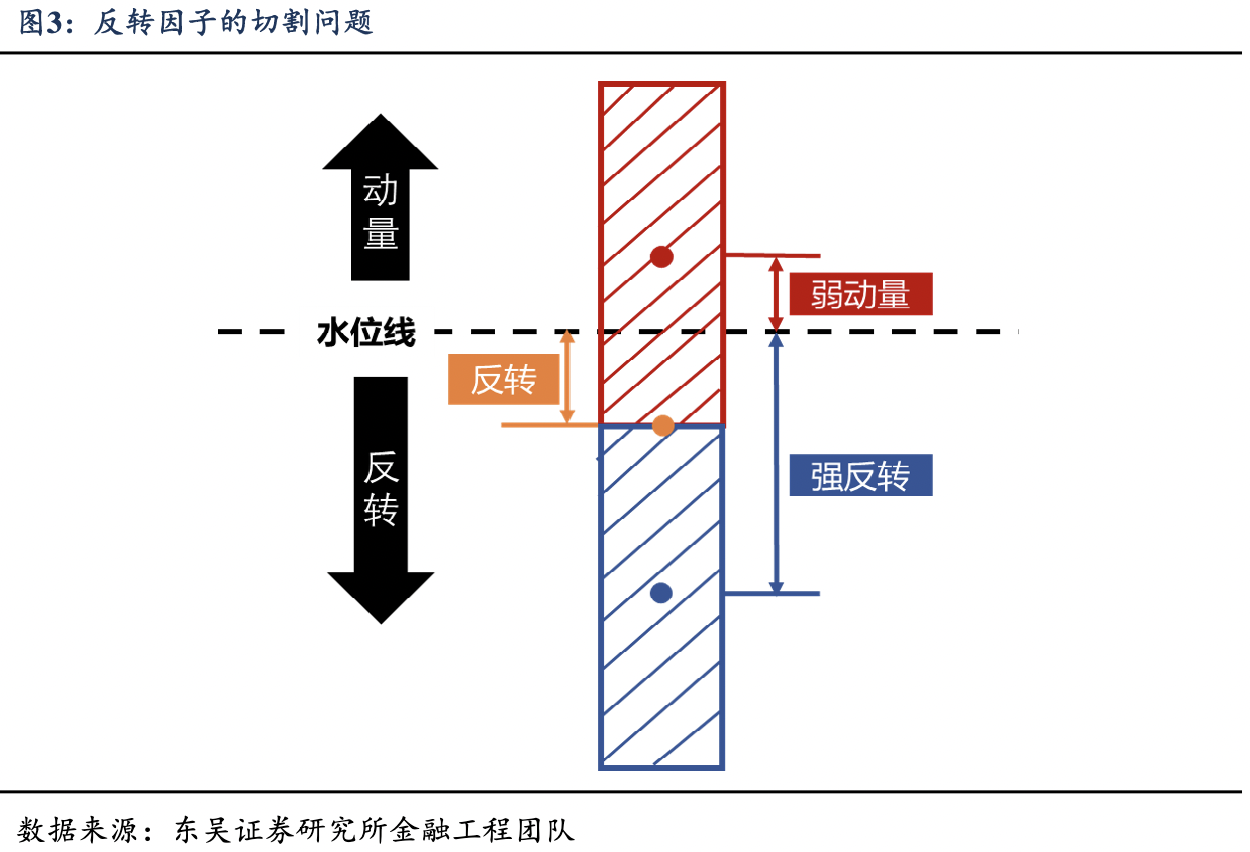 图3：反转因子的切割问题
动量
弱动量
水位线
反转
反转
强反转
数据来源：东吴证券研究所金融工程团队